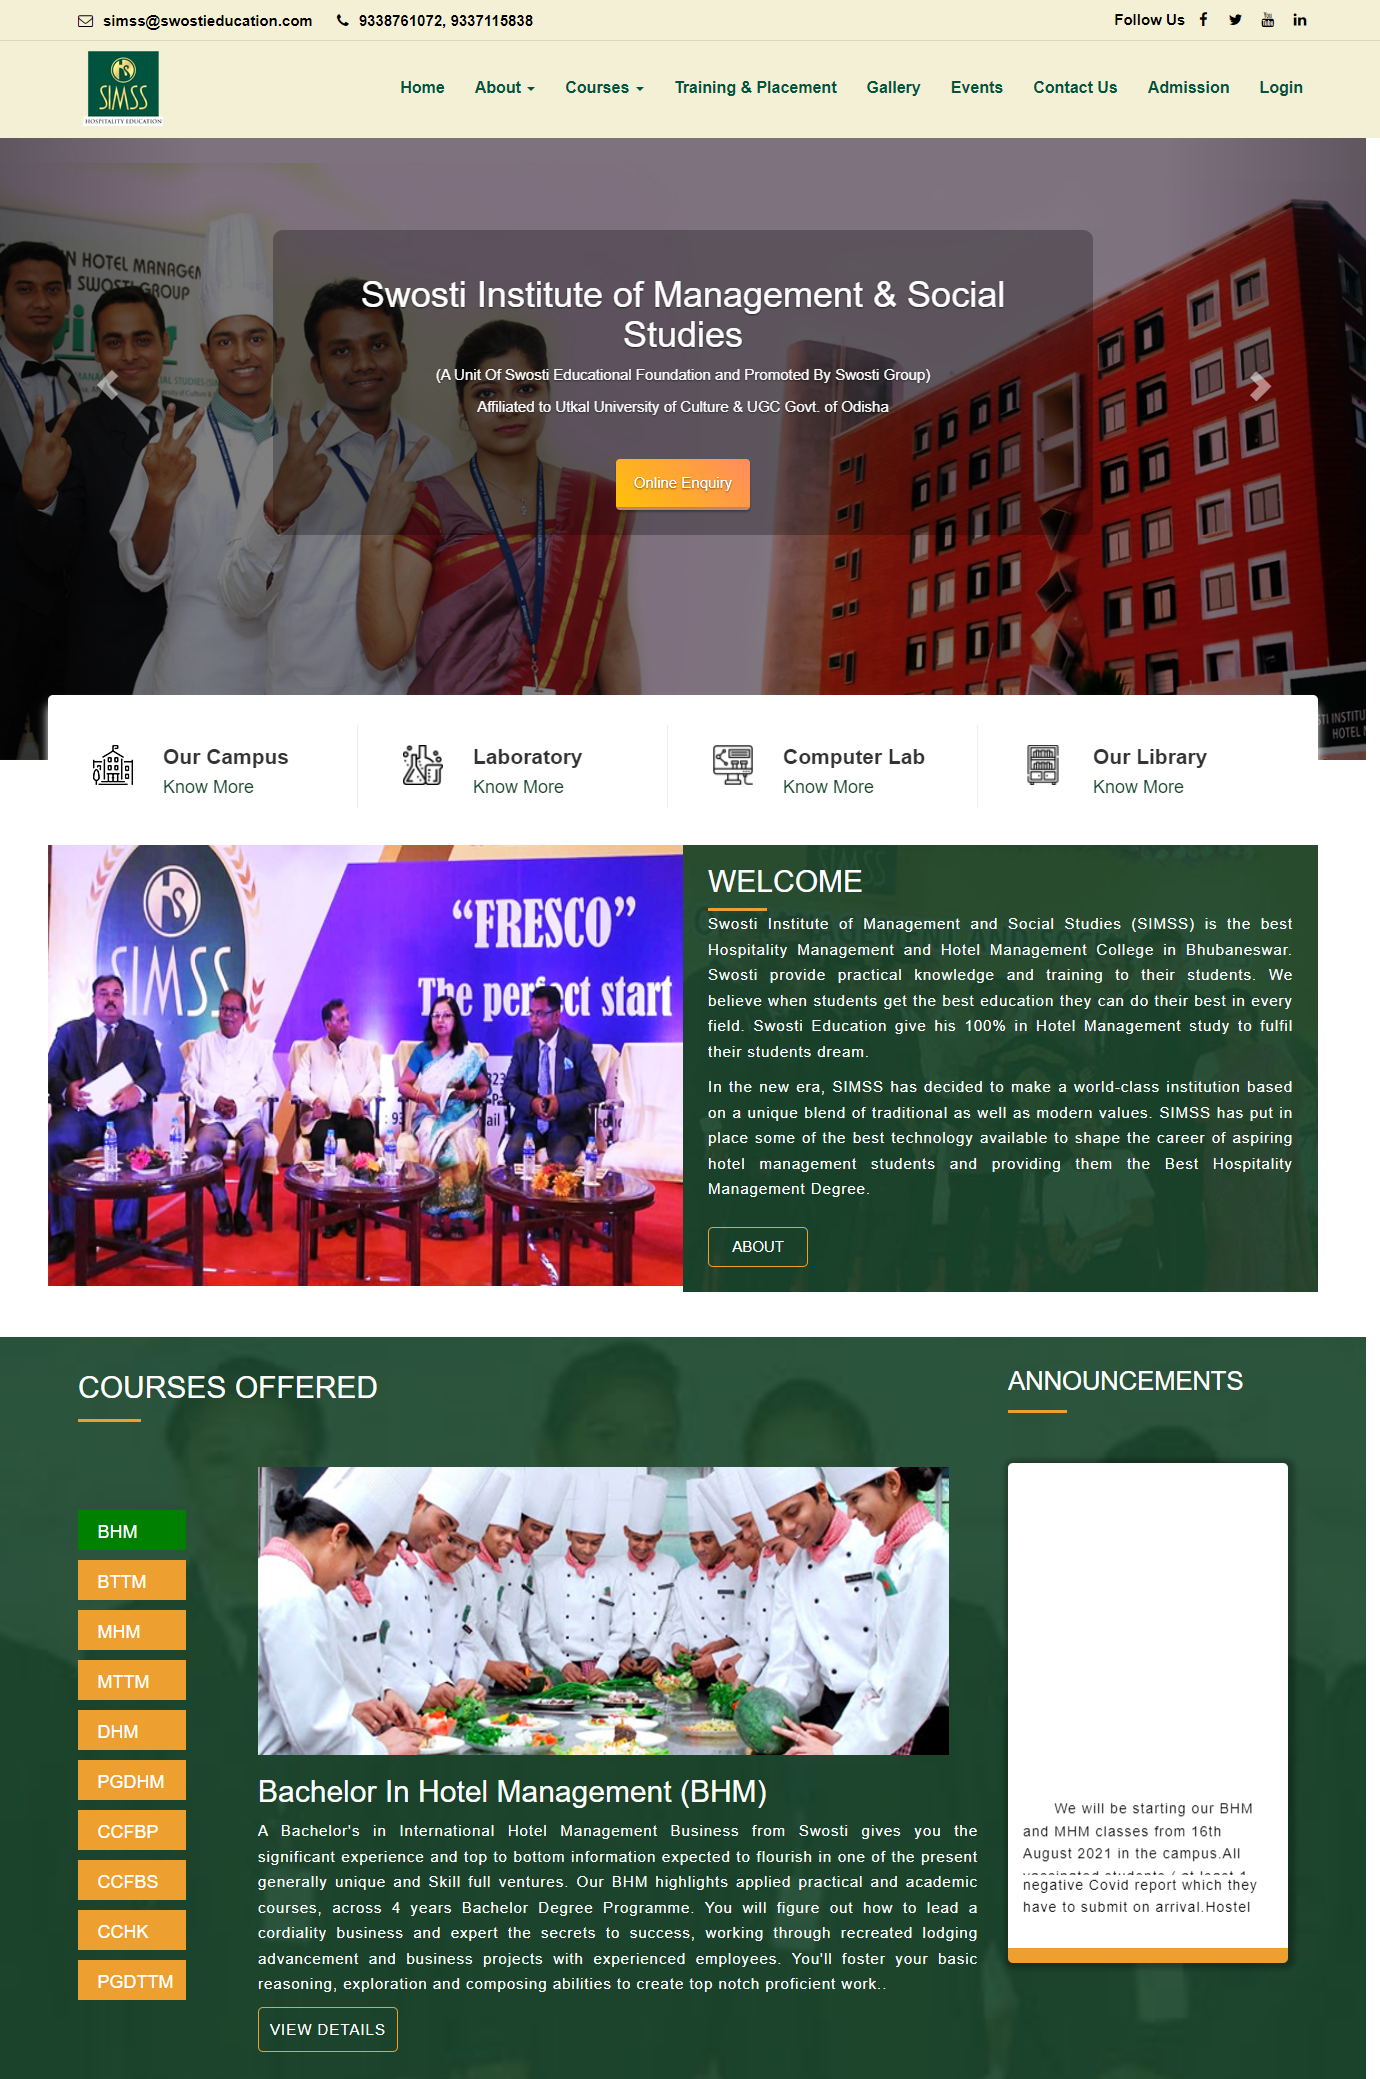 simss@swostieducation.com
9338761072, 9337115838
Follow Us
SIMSS
HOSPITALITY EDUCATION
Home
About
Courses
Training & Placement
Gallery
Events
Contact Us
Admission
Login
Swosti Institute of Management & Social
Studies
(A Unit Of Swosti Educational Foundation and Promoted By Swosti Group)
Affiliated to Utkal University of Culture & UGC Govt. of Odisha
Online Enquiry
Our Campus
Know More
Laboratory
Know More
Computer Lab
Know More
Our Library
Know More
SIMSS
“FRESCO”
The perfect start
WELCOME
Swosti Institute of Management and Social Studies (SIMSS) is the best
Hospitality Management and Hotel Management College in Bhubaneswar.
Swosti provide practical knowledge and training to their students. We
believe when students get the best education they can do their best in every
field. Swosti Education give his 100% in Hotel Management study to fulfil
their students dream.
In the new era, SIMSS has decided to make a world-class institution based
on a unique blend of traditional as well as modern values. SIMSS has put in
place some of the best technology available to shape the career of aspiring
hotel management students and providing them the Best Hospitality
Management Degree.
ABOUT
COURSES OFFERED
BHM
BTTM
MHM
MTTM
DHM
PGDHM
CCFBP
CCFBS
CCHK
PGDTTM
Bachelor In Hotel Management (BHM)
A Bachelor's in International Hotel Management Business from Swosti gives you the
significant experience and top to bottom information expected to flourish in one of the present
generally unique and Skill full ventures. Our BHM highlights applied practical and academic
courses, across 4 years Bachelor Degree Programme. You will figure out how to lead a
cordiality business and expert the secrets to success, working through recreated lodging
advancement and business projects with experienced employees. You'll foster your basic
reasoning, exploration and composing abilities to create top notch proficient work..
VIEW DETAILS
ANNOUNCEMENTS
We will be starting our BHM
and MHM classes from 16th
August 2021 in the campus.All
negative Covid report which they
have to submit on arrival.Hostel